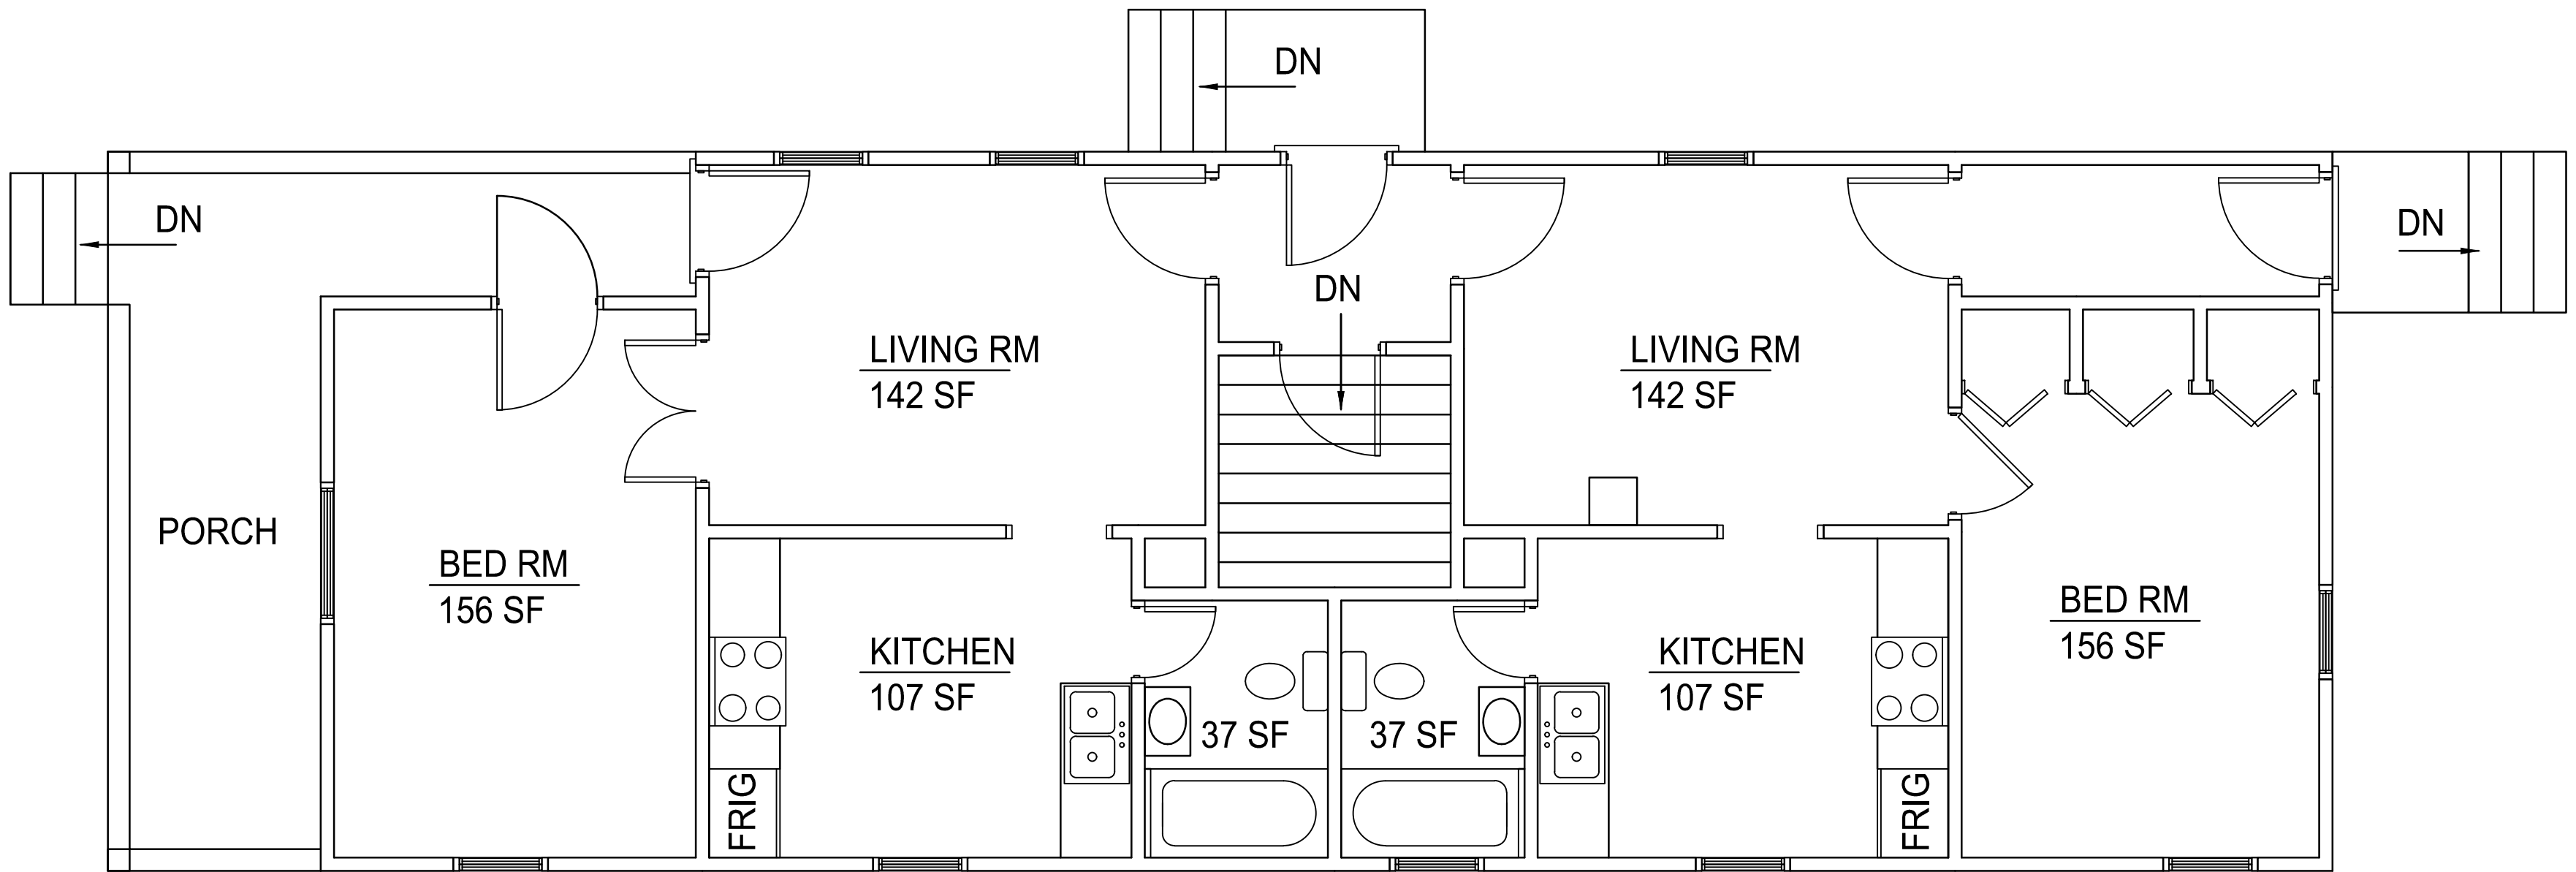 DN
DN
DN
DN
LIVING RM
142 SF
LIVING RM
142 SF
PORCH
BED RM
156 SF
BED RM
156 SF
KITCHEN
107 SF
KITCHEN
107 SF
37 SF
37 SF
FRIG
FRIG